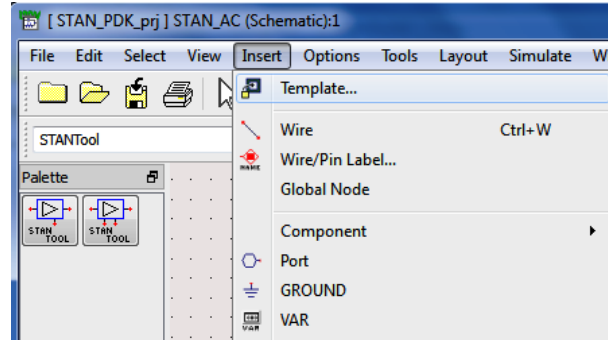 [ STAN_PDK_prj ] STAN_AC (Schematic):1
File Edit Select View Insert Options Tools Layout Simulate W
Template...
STANTool
Wire Ctrl+W
NAME Wire/Pin Label...
Palette
Global Node
STAN TOOL STAN TOOL
Component
Port
GROUND
VAR VAR